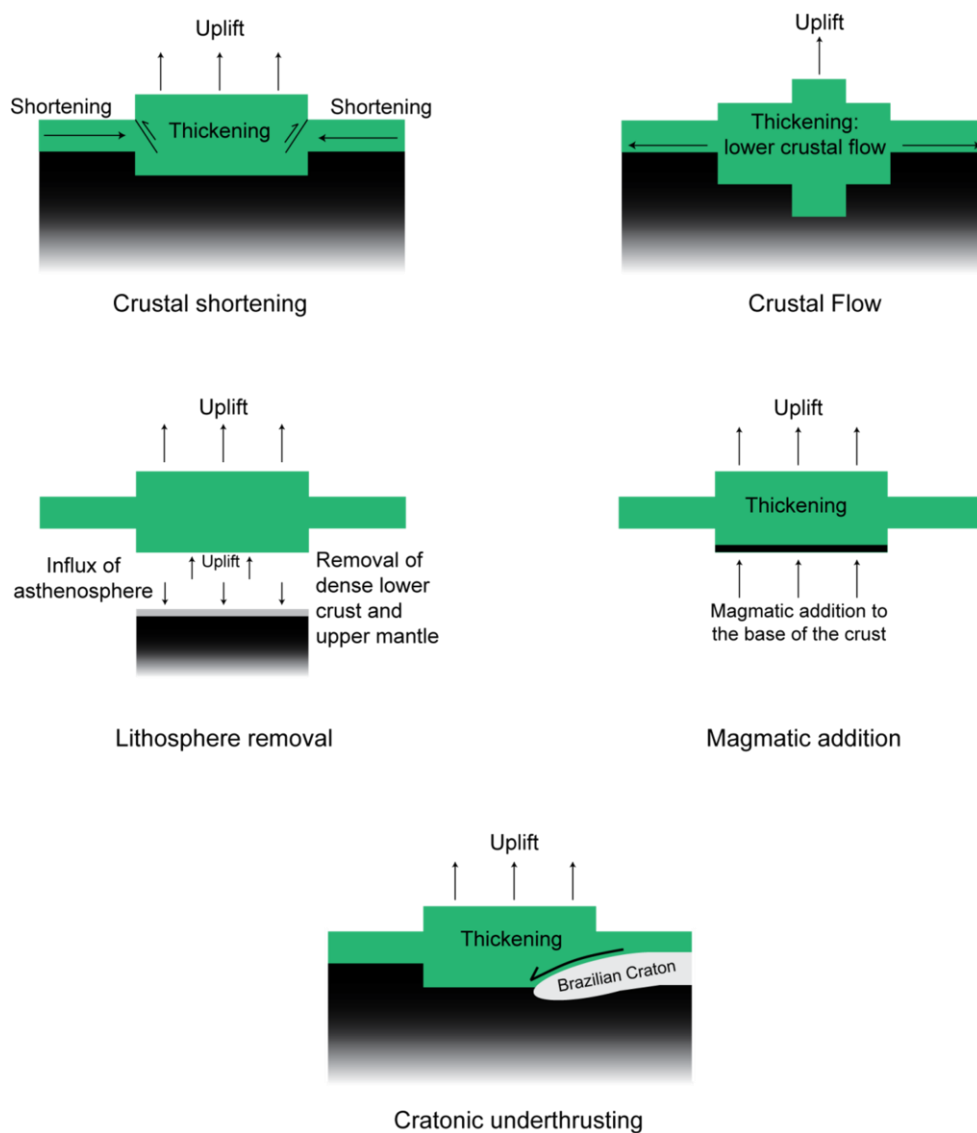 Uplift
Shortening
Thickening
Shortening
Crustal shortening
Uplift
Thickening:
lower crustal flow
Crustal Flow
Uplift
Influx of
asthenosphere
Uplift
Removal of
dense lower
crust and
upper mantle
Lithosphere removal
Uplift
Thickening
Magmatic addition to
the base of the crust
Magmatic addition
Uplift
Thickening
Brazilian Craton
Cratonic underthrusting